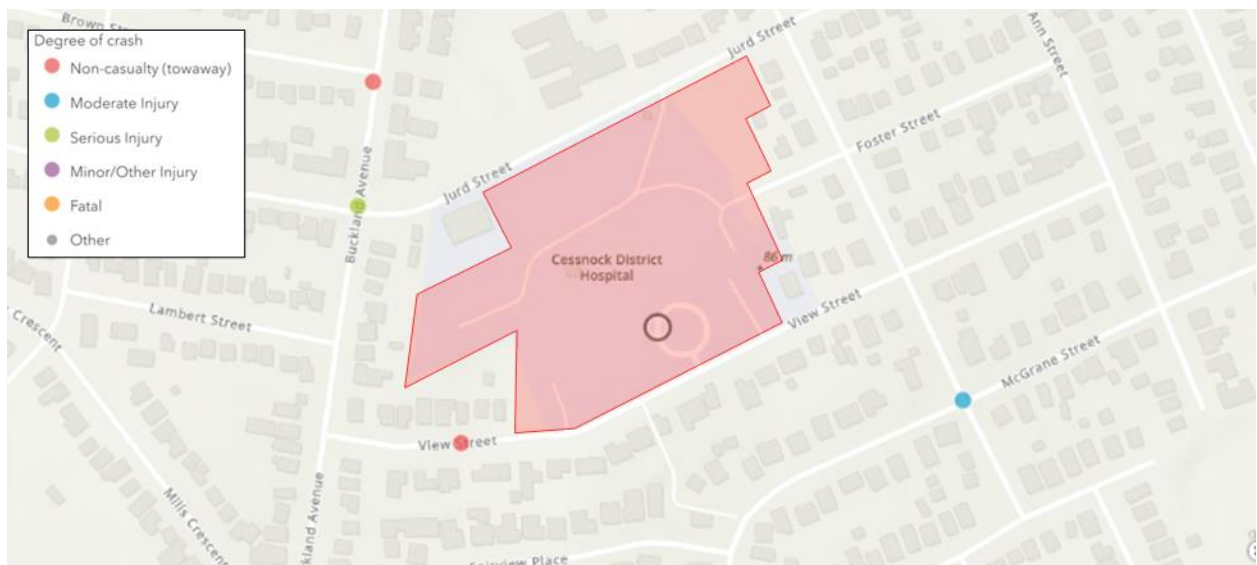 Brown
Degree of crash
Non-casualty (towaway)
Moderate Injury
Serious Injury
Minor/Other Injury
Fatal
Other
Jurd Street
Ann Street
Foster Street
Jurd Street
Buckland Avenue
Cessnock District
Hospital
86 m
Lambert Street
Crescent
View Street
McGrane Street
View Street
Mills Crescent
kland Avenue
Fairview Place